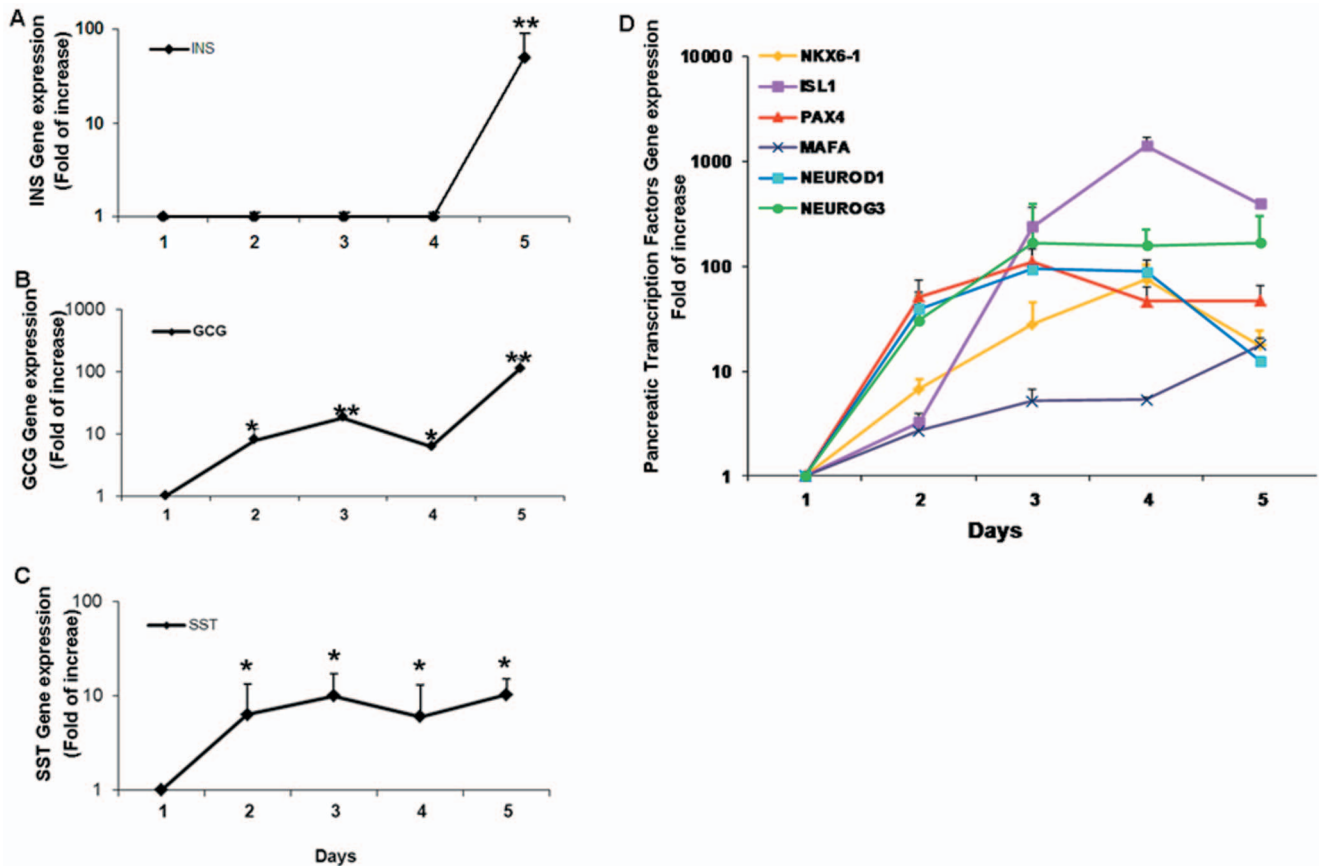 A
INS Gene expression
(Fold of increase)
100
10
1
INS
**
1 2 3 4 5
B
GCG Gene expression
(Fold of increase)
1000
100
10
1
GCG
* ** * **
1 2 3 4 5
C
SST Gene expression
(Fold of increae)
100
10
1
SST
* * * *
1 2 3 4 5
Days
D
Pancreatic Transcription Factors Gene expression
Fold of increase
10000
1000
100
10
1
NKX6-1
ISL1
PAX4
MAFA
NEUROD1
NEUROG3
1 2 3 4 5
Days